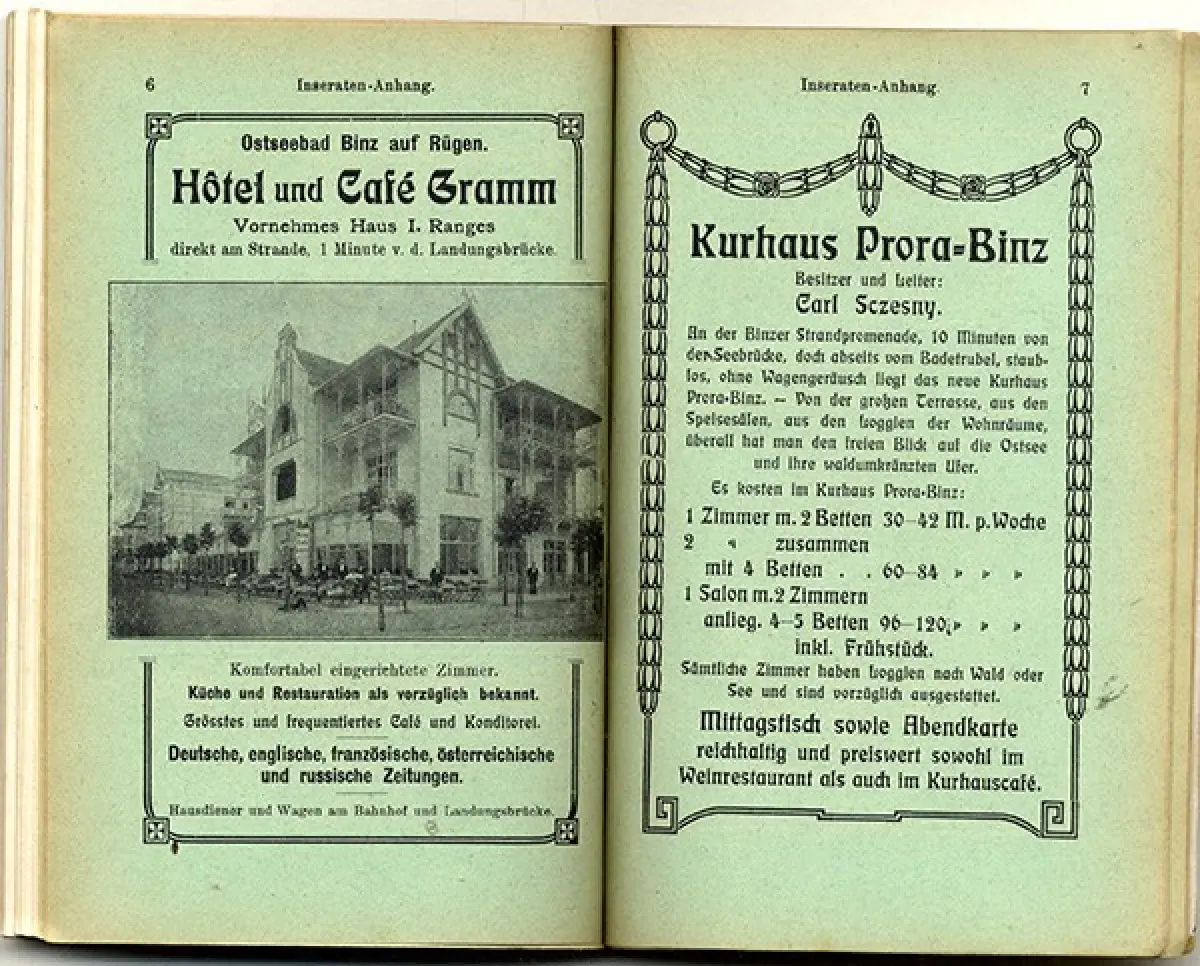 6
Inseraten-Anhang.
Ostseebad Binz auf Rügen.
Hôtel und Café Gramm
Vornehmes Haus I. Ranges
direkt am Strande, 1 Minute v. d. Landungsbrücke.
Komfortabel eingerichtete Zimmer.
Küche und Restauration als vorzüglich bekannt.
Grösstes und frequentiertes Café und Konditorei.
Deutsche, englische, französische, österreichische
und russische Zeitungen.
Hausdiener und Wagen am Bahnhof und Landungsbrücke.
Inseraten-Anhang.
7
Kurhaus Prora-Binz
Besitzer und Leiter:
Carl Sczesny.
An der Binzer Strandpromenade, 10 Minuten von
der Seebrücke, doch abseits vom Badetrubel, staub-
los, ohne Wagengeräusch liegt das neue Kurhaus
Prora-Binz. – Von der großen Terrasse, aus den
Speisesälen, aus den Loggien der Wohnräume,
überall hat man den freien Blick auf die Ostsee
und ihre waldumkränzten Ufer.
Es kosten im Kurhaus Prora-Binz:
1 Zimmer m. 2 Betten 30–42 M. p. Woche
2 „ zusammen
mit 4 Betten . . 60–84 „ „ „
1 Salon m. 2 Zimmern
anlieg. 4–5 Betten 96–120 „ „ „
inkl. Frühstück.
Sämtliche Zimmer haben Loggien nach Wald oder
See und sind vorzüglich ausgestattet.
Mittagstisch sowie Abendkarte
reichhaltig und preiswert sowohl im
Weinrestaurant als auch im Kurhauscafé.